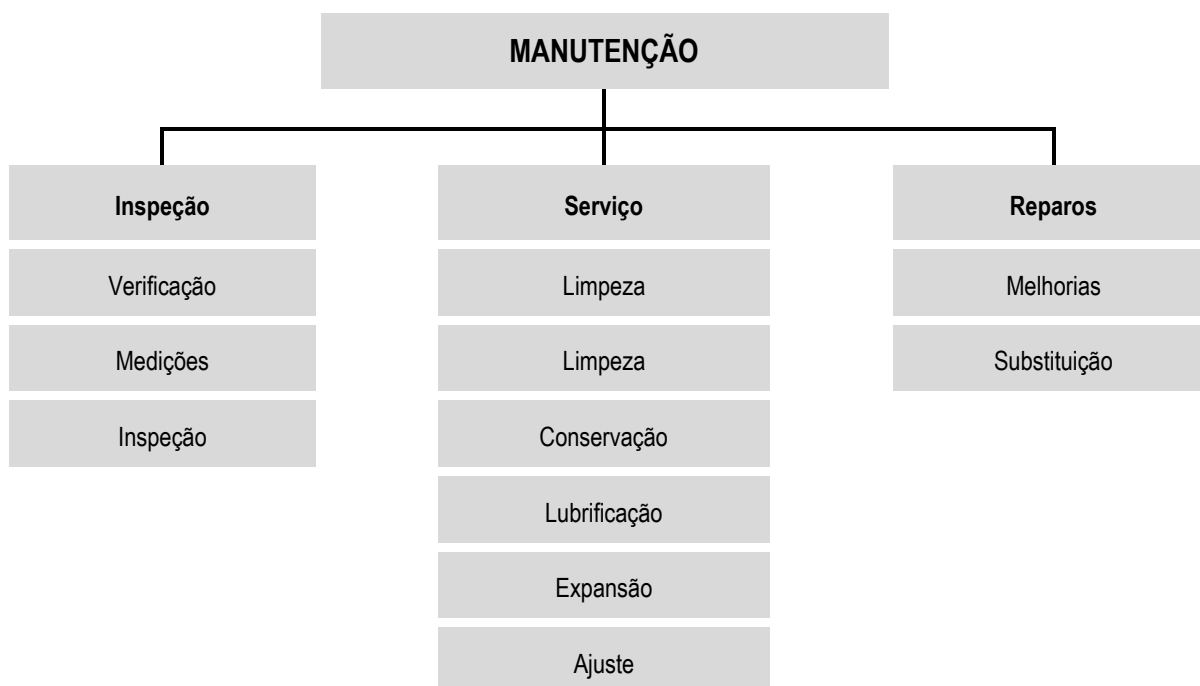 MANUTENÇÃO
Inspeção
Verificação
Medições
Inspeção
Serviço
Limpeza
Limpeza
Conservação
Lubrificação
Expansão
Ajuste
Reparos
Melhorias
Substituição